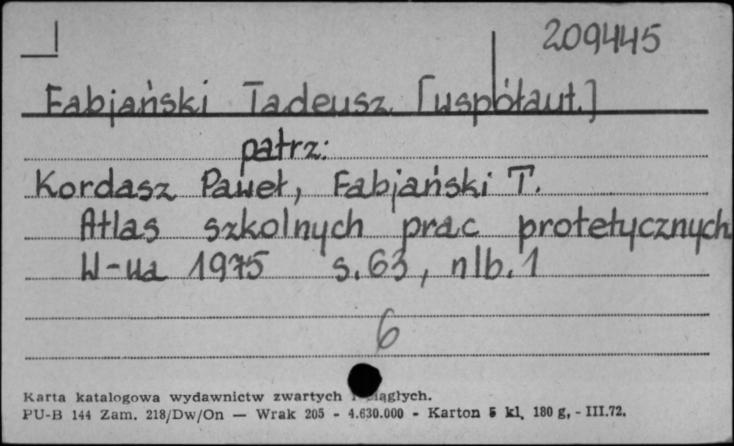 209445
Fabjański Tadeusz [współaut.]
patrz:
Kordasz Paweł, Fabjański T.
Atlas szkolnych prac protetycznych
W-wa 1975 s. 63, nlb. 1
6
Karta katalogowa wydawnictw zwartych i ciągłych.
PU-B 144 Zam. 218/Dw/On — Wrak 205 - 4.630.000 - Karton 5 kl, 180 g, - III.72.